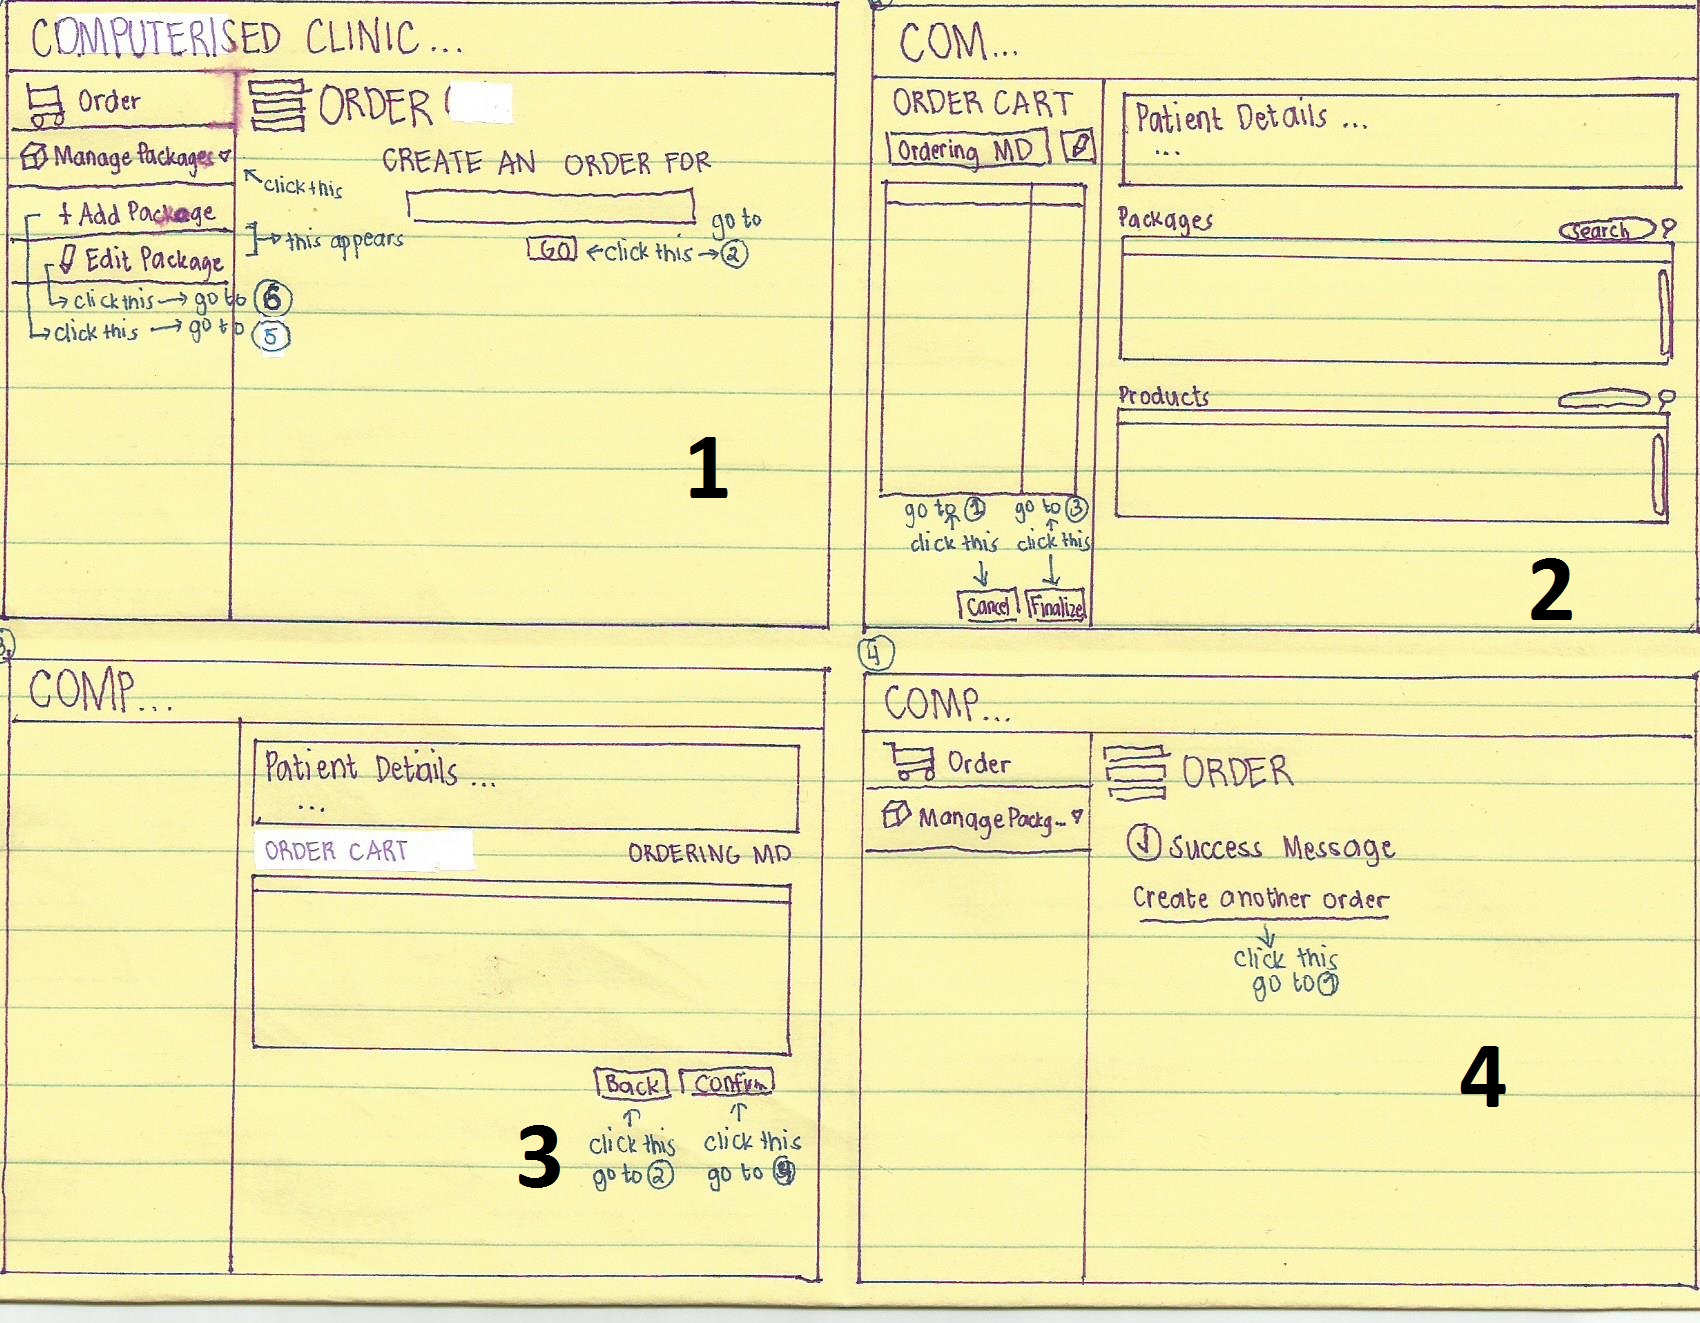 COMPUTERISED CLINIC...
Order
ORDER
Manage Packages
click this
CREATE AN ORDER FOR
+ Add Package
this appears
GO
click this
go to
2
Edit Package
click this → go to 6
click this → go to 5
1
COM...
ORDER CART
Ordering MD
Patient Details ...
...
Packages
Search
Products
go to 1
click this
go to 3
click this
Cancel
Finalize
2
COMP...
Patient Details ...
...
ORDER CART
ORDERING MD
Back
Confirm
click this
go to 2
click this
go to 4
3
4
COMP...
Order
ManagePackg...
ORDER
Success Message
Create another order
click this
go to 1
4